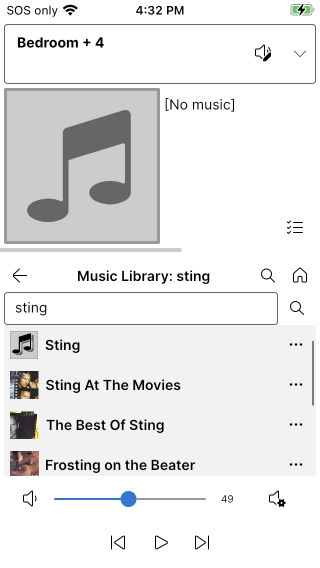 SOS only 4:32 PM
Bedroom + 4
[No music]
Music Library: sting
sting
Sting
Sting At The Movies
The Best Of Sting
Frosting on the Beater
49